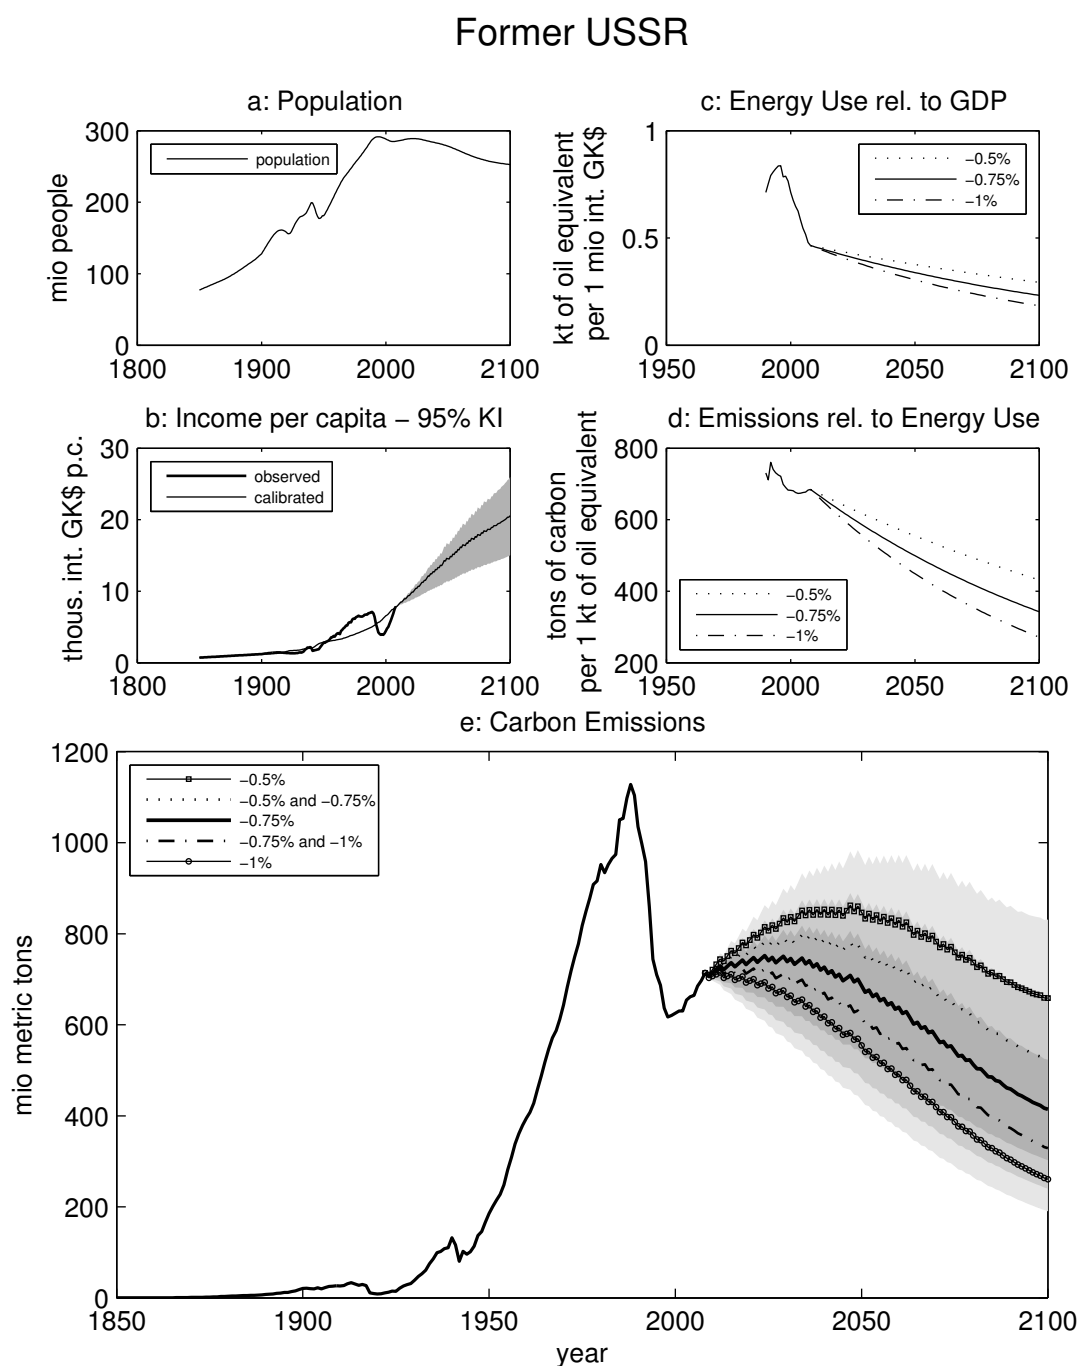 Former USSR
a: Population
mio people
300
200
100
0
1800
1900
2000
2100
population
c: Energy Use rel. to GDP
kt of oil equivalent
per 1 mio int. GK$
1
0.5
0
1950
2000
2050
2100
−0.5%
−0.75%
−1%
b: Income per capita − 95% KI
thous. int. GK$ p.c.
30
20
10
0
1800
1900
2000
2100
observed
calibrated
d: Emissions rel. to Energy Use
tons of carbon
per 1 kt of oil equivalent
800
600
400
200
1950
2000
2050
2100
−0.5%
−0.75%
−1%
e: Carbon Emissions
mio metric tons
1200
1000
800
600
400
200
0
1850
1900
1950
2000
2050
2100
year
−0.5%
−0.5% and −0.75%
−0.75%
−0.75% and −1%
−1%